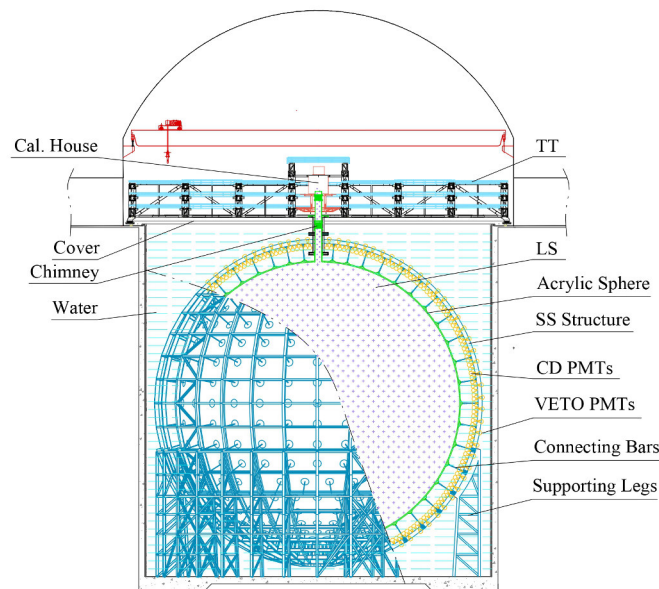 Cal. House
TT
Cover
Chimney
Water
LS
Acrylic Sphere
SS Structure
CD PMTs
VETO PMTs
Connecting Bars
Supporting Legs